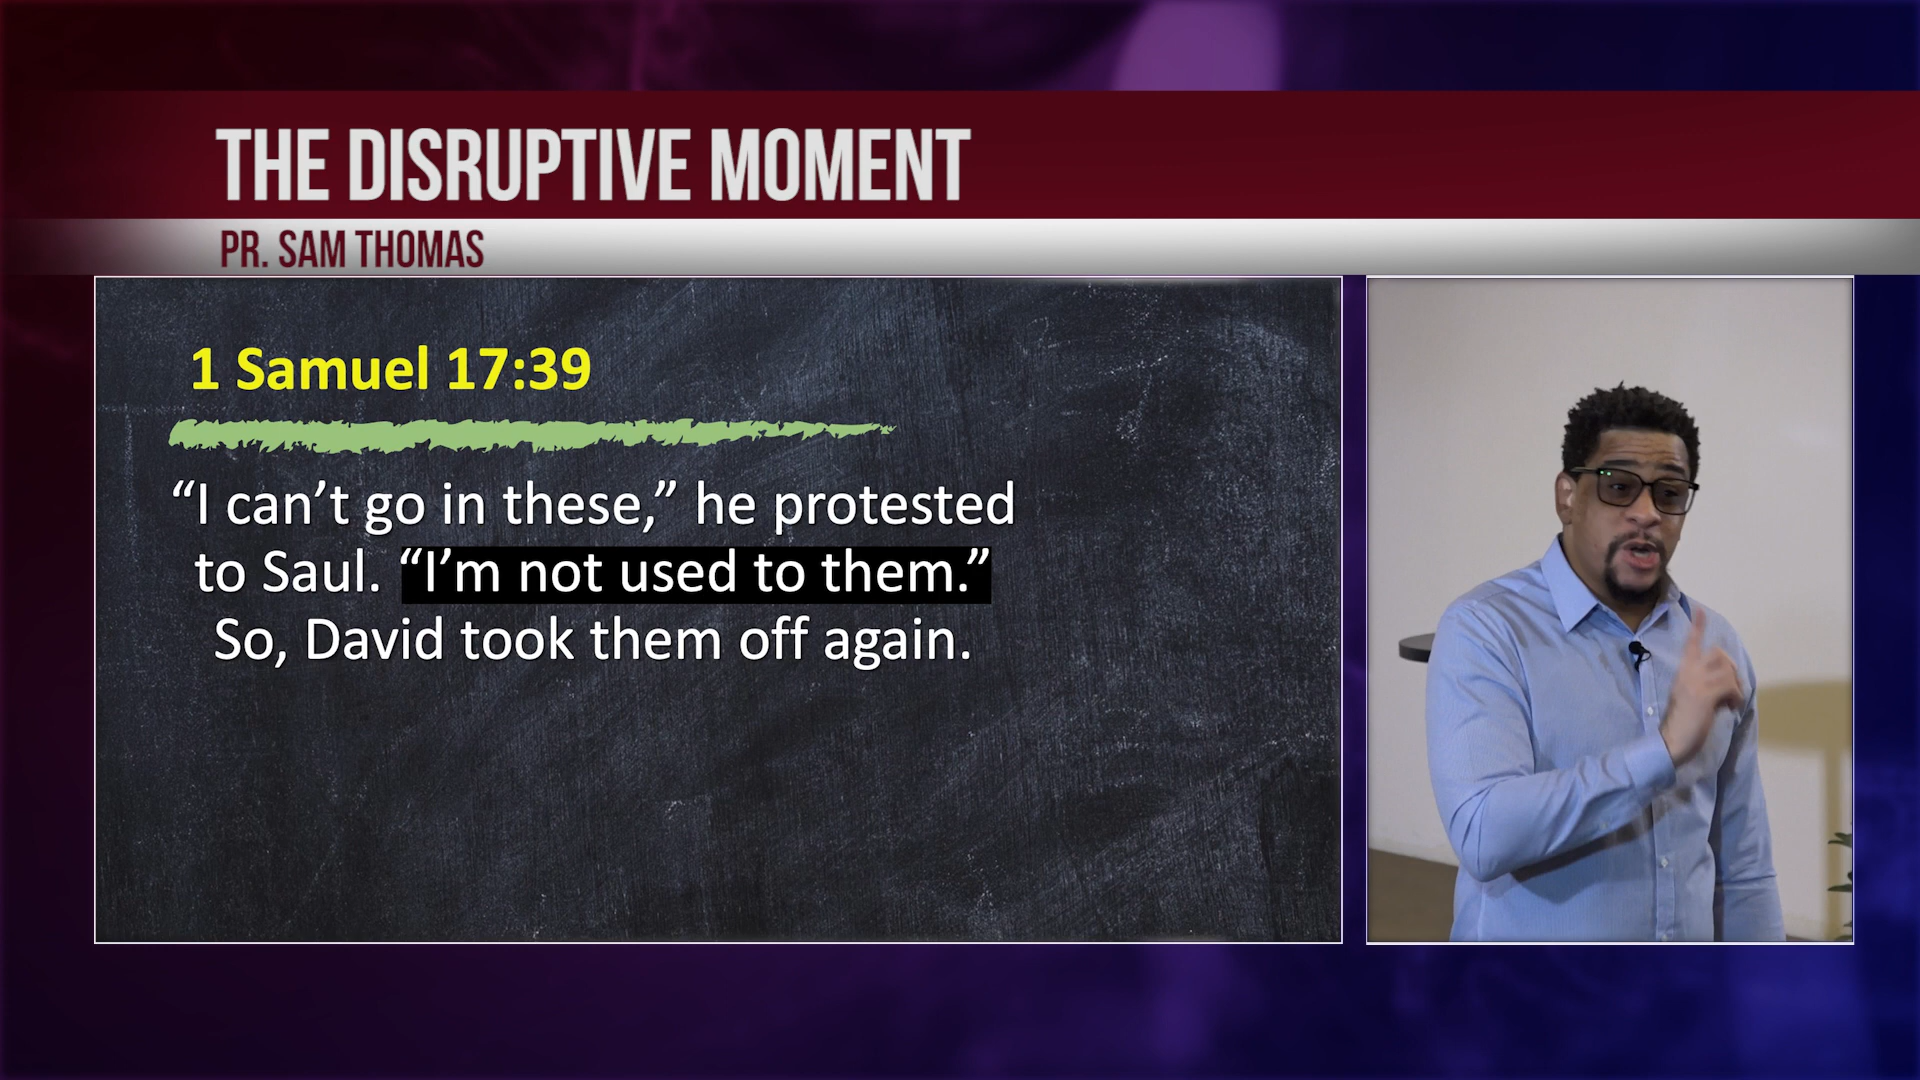 THE DISRUPTIVE MOMENT
PR. SAM THOMAS
1 Samuel 17:39
“I can’t go in these,” he protested
to Saul. “I’m not used to them.”
So, David took them off again.